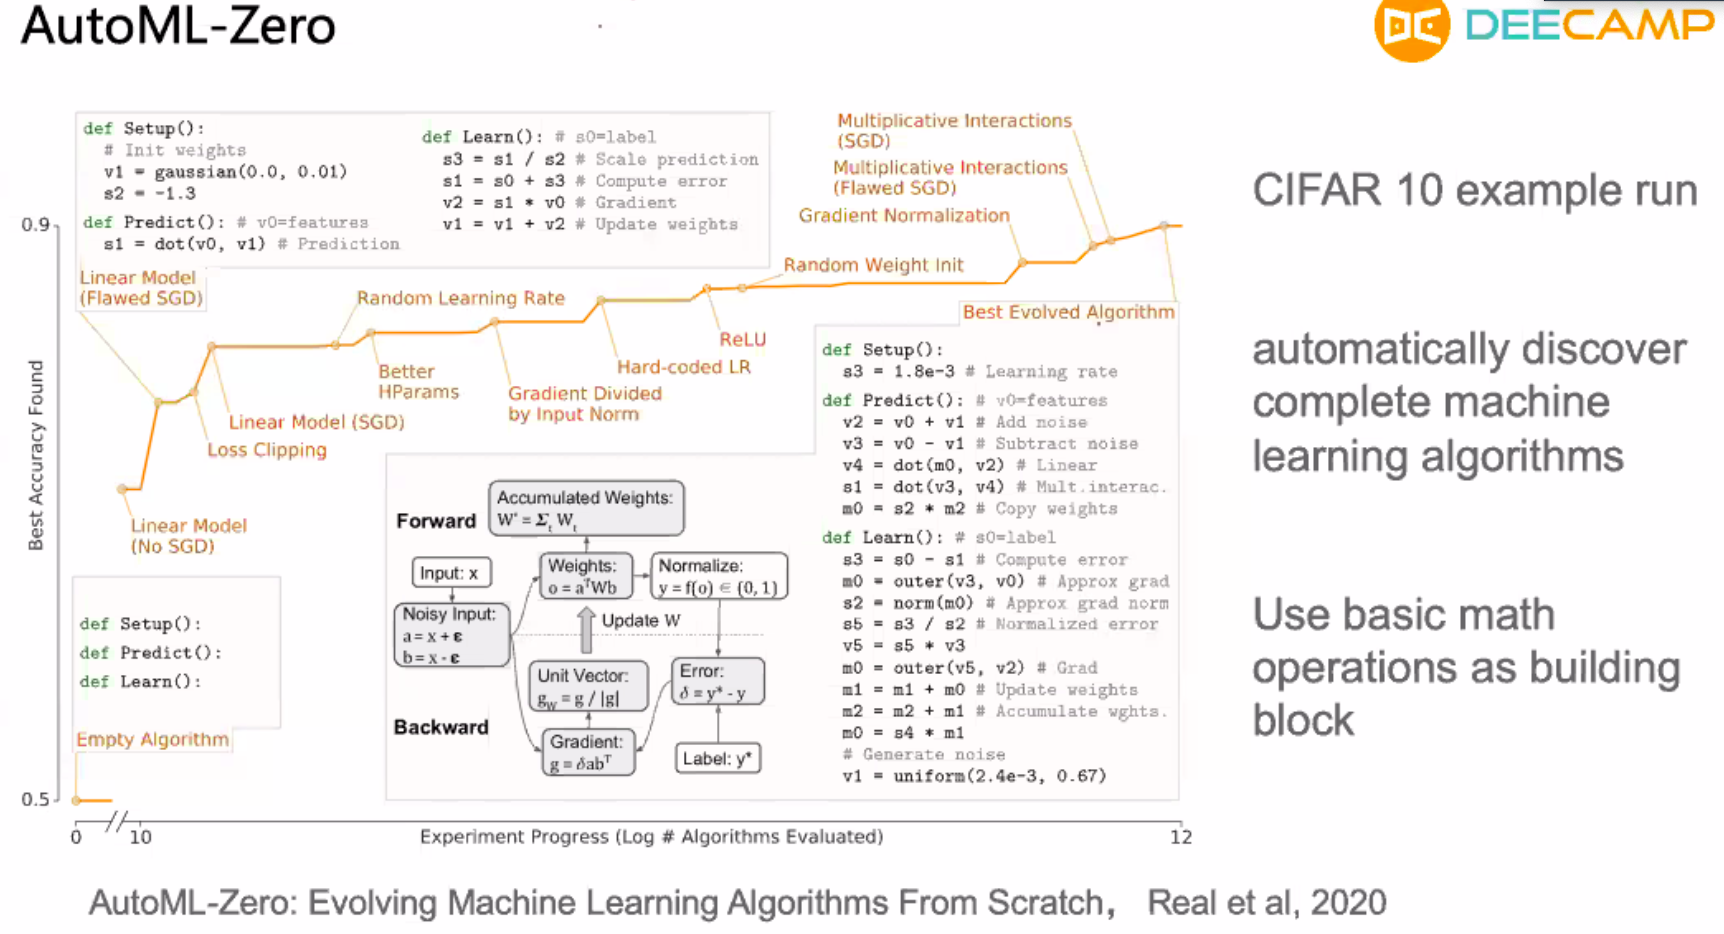 AutoML-Zero
DEECAMP
def Setup():
# Init weights
v1 = gaussian(0.0, 0.01)
s2 = -1.3
def Predict(): # v0=features
s1 = dot(v0, v1) # Prediction
def Learn(): # s0=label
s3 = s1 / s2 # Scale prediction
s1 = s0 + s3 # Compute error
v2 = s1 * v0 # Gradient
v1 = v1 + v2 # Update weights
Linear Model
(Flawed SGD)
Multiplicative Interactions
(SGD)
Multiplicative Interactions
(Flawed SGD)
Gradient Normalization
Random Weight Init
Random Learning Rate
Better
HParams
Linear Model (SGD)
Loss Clipping
Gradient Divided
by Input Norm
Hard-coded LR
ReLU
Linear Model
(No SGD)
Best Evolved Algorithm
def Setup():
s3 = 1.8e-3 # Learning rate
def Predict(): # v0=features
v2 = v0 + v1 # Add noise
v3 = v0 - v1 # Subtract noise
v4 = dot(m0, v2) # Linear
s1 = dot(v3, v4) # Mult.interac.
m0 = s2 * m2 # Copy weights
def Learn(): # s0=label
s3 = s0 - s1 # Compute error
m0 = outer(v3, v0) # Approx grad
s2 = norm(m0) # Approx grad norm
s5 = s3 / s2 # Normalized error
v5 = s5 * v3
m0 = outer(v5, v2) # Grad
m1 = m1 + m0 # Update weights
m2 = m2 + m1 # Accumulate wghts.
m0 = s4 * m1
# Generate noise
v1 = uniform(2.4e-3, 0.67)
Forward
Accumulated Weights:
W' = Σt Wt
Input: x
Weights:
o = aᵀWb
Normalize:
y = f(o) ∈ (0, 1)
Noisy Input:
a = x + ε
b = x - ε
Update W
Unit Vector:
gw = g / |g|
Error:
δ = y* - y
Backward
Gradient:
g = δabᵀ
Label: y*
def Setup():
def Predict():
def Learn():
Empty Algorithm
Best Accuracy Found
0.9
0.5
0
10
Experiment Progress (Log # Algorithms Evaluated)
12
CIFAR 10 example run
automatically discover
complete machine
learning algorithms
Use basic math
operations as building
block
AutoML-Zero: Evolving Machine Learning Algorithms From Scratch， Real et al, 2020